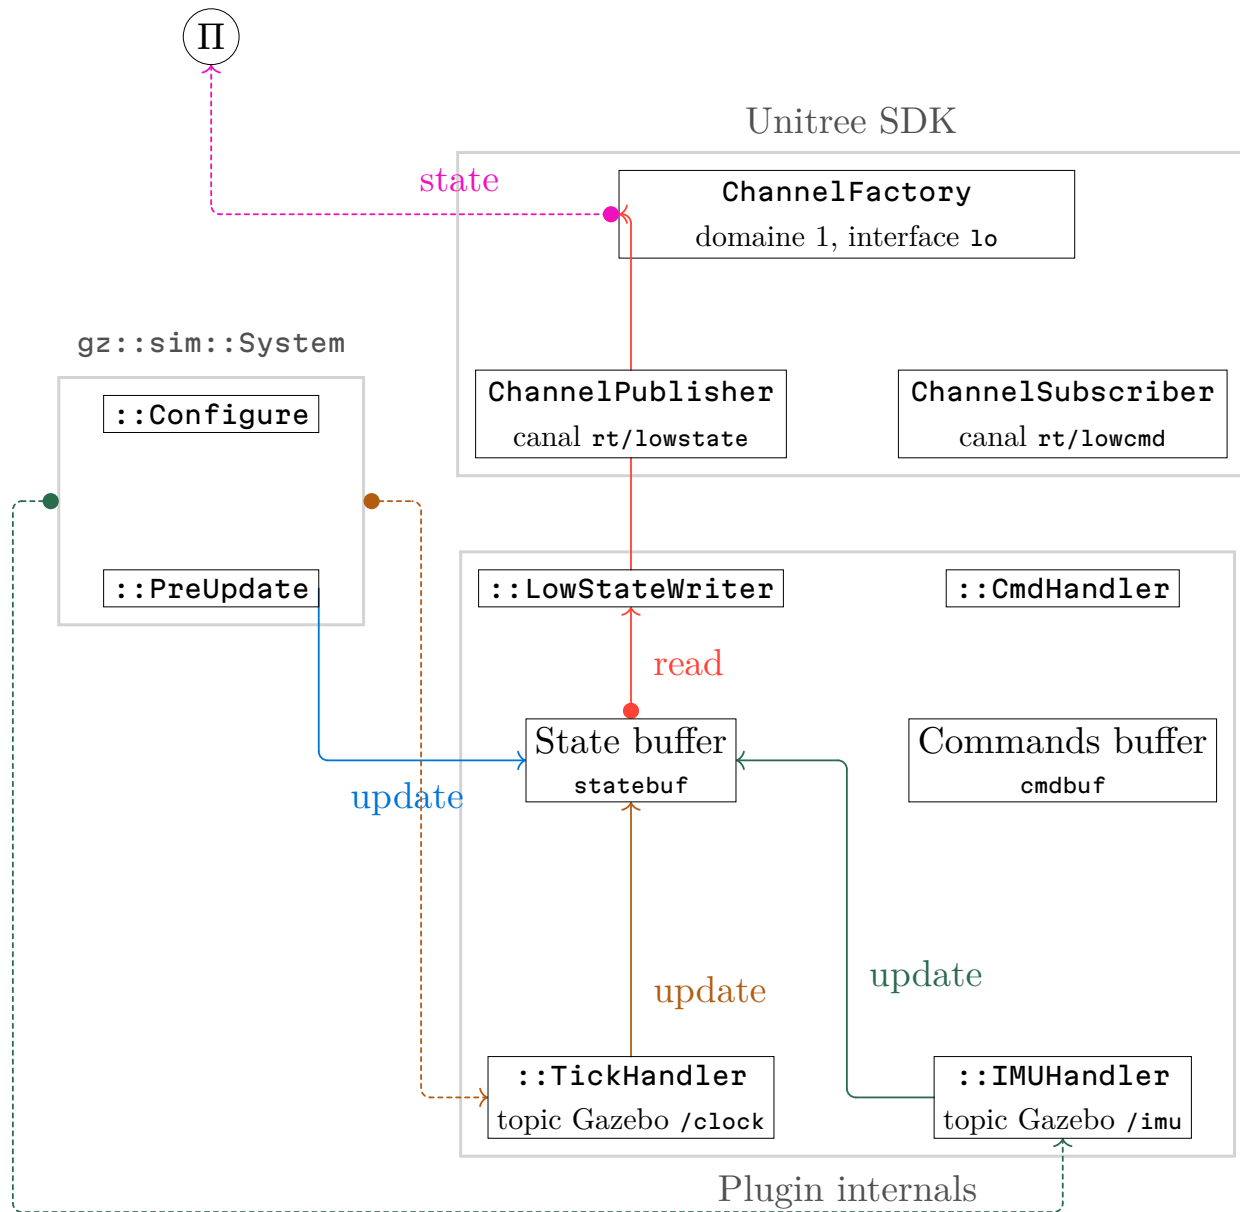 Π
Unitree SDK
state
ChannelFactory
domaine 1, interface lo
gz::sim::System
::Configure
ChannelPublisher
canal rt/lowstate
ChannelSubscriber
canal rt/lowcmd
::PreUpdate
::LowStateWriter
::CmdHandler
read
State buffer
statebuf
Commands buffer
cmdbuf
update
update
update
::TickHandler
topic Gazebo /clock
::IMUHandler
topic Gazebo /imu
Plugin internals